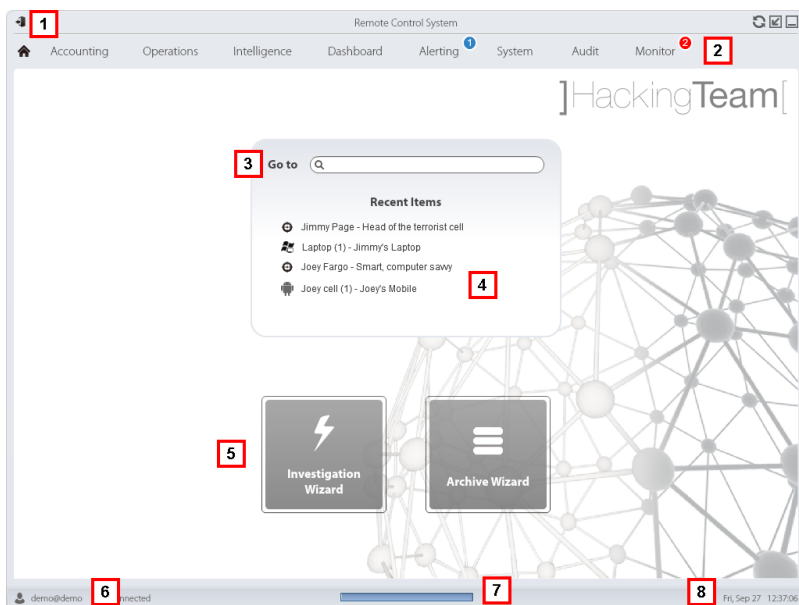 1
Remote Control System
Accounting Operations Intelligence Dashboard Alerting 1 System Audit Monitor 2 2
]HackingTeam[
3 Go to
Recent Items
Jimmy Page - Head of the terrorist cell
Laptop (1) - Jimmy's Laptop
Joey Fargo - Smart, computer savvy
Joey cell (1) - Joey's Mobile
4
5
Investigation
Wizard
Archive Wizard
demo@demo 6 nnected 7 8 Fri, Sep 27 12:37:06